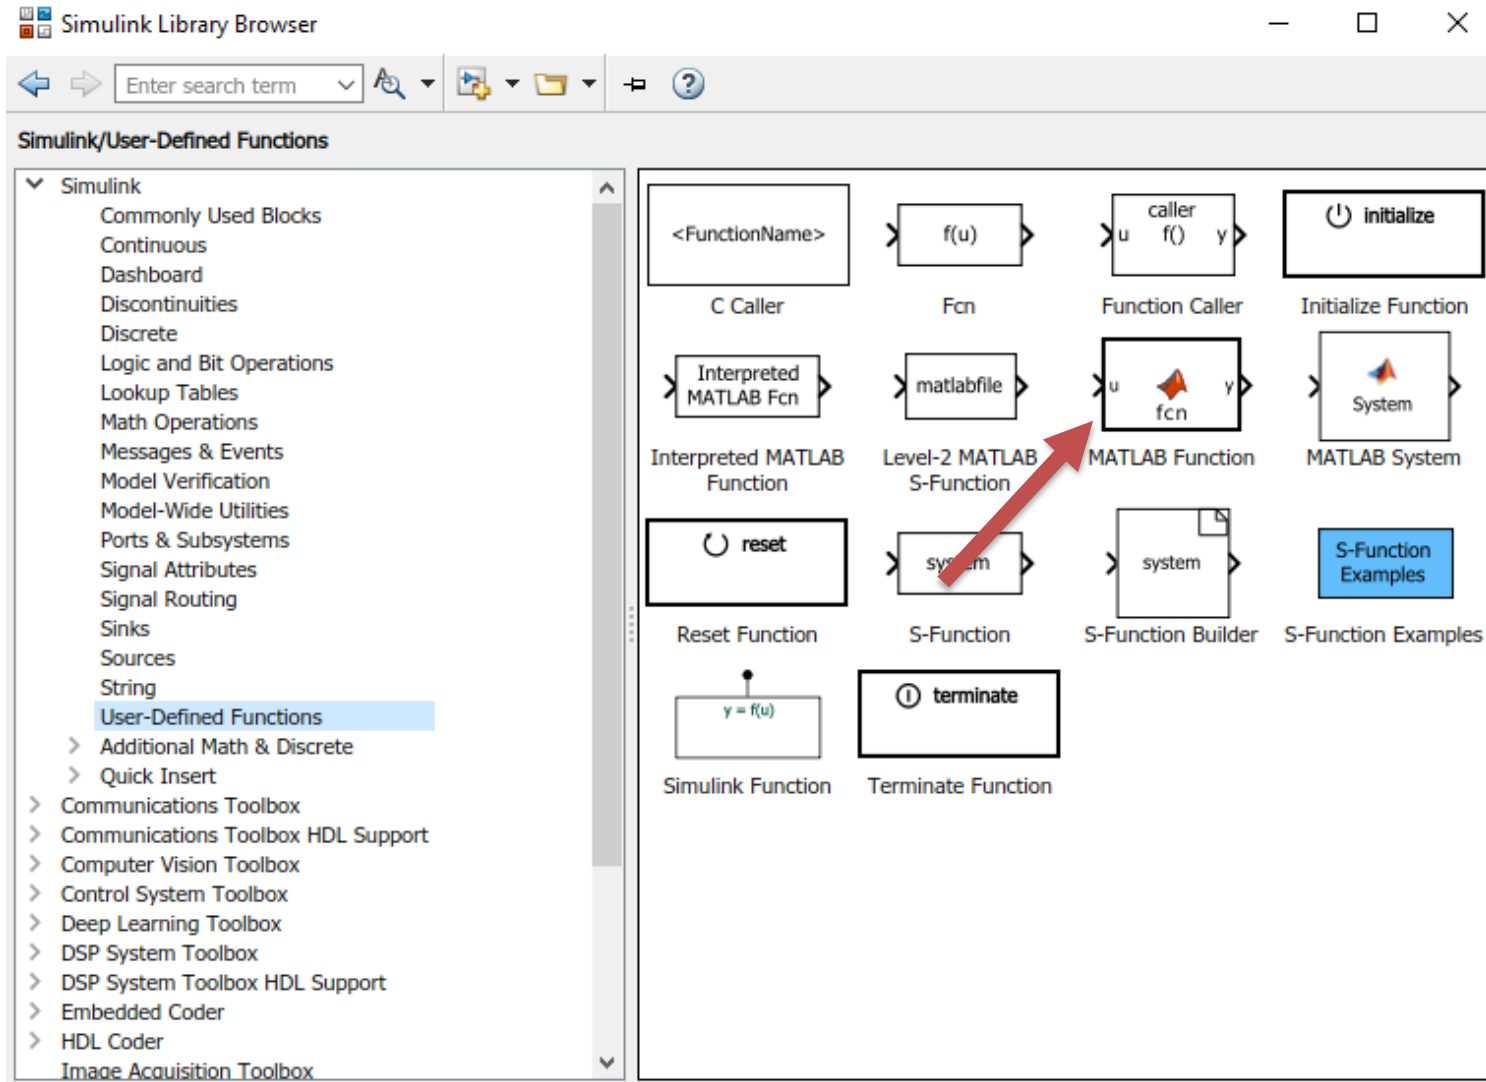 Simulink Library Browser
Enter search term
Simulink/User-Defined Functions
Simulink
Commonly Used Blocks
Continuous
Dashboard
Discontinuities
Discrete
Logic and Bit Operations
Lookup Tables
Math Operations
Messages & Events
Model Verification
Model-Wide Utilities
Ports & Subsystems
Signal Attributes
Signal Routing
Sinks
Sources
String
User-Defined Functions
Additional Math & Discrete
Quick Insert
Communications Toolbox
Communications Toolbox HDL Support
Computer Vision Toolbox
Control System Toolbox
Deep Learning Toolbox
DSP System Toolbox
DSP System Toolbox HDL Support
Embedded Coder
HDL Coder
Image Acquisition Toolbox
<FunctionName>
C Caller
f(u)
Fcn
caller
u f() y
Function Caller
initialize
Initialize Function
Interpreted
MATLAB Fcn
Interpreted MATLAB
Function
matlabfile
Level-2 MATLAB
S-Function
u y
fcn
MATLAB Function
System
MATLAB System
reset
Reset Function
system
S-Function
system
S-Function Builder
S-Function
Examples
S-Function Examples
y = f(u)
Simulink Function
terminate
Terminate Function